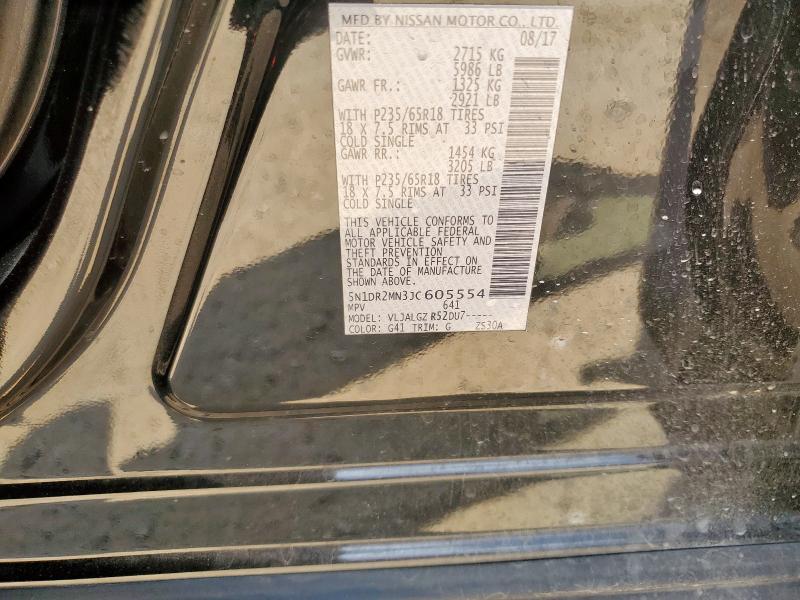 MFD BY NISSAN MOTOR CO., LTD.
DATE: 08/17
GVWR: 2715 KG
5986 LB
GAWR FR.: 1325 KG
2921 LB
WITH P235/65R18 TIRES
18 X 7.5 RIMS AT 33 PSI
COLD SINGLE
GAWR RR.: 1454 KG
3205 LB
WITH P235/65R18 TIRES
18 X 7.5 RIMS AT 33 PSI
COLD SINGLE
THIS VEHICLE CONFORMS TO
ALL APPLICABLE FEDERAL
MOTOR VEHICLE SAFETY AND
THEFT PREVENTION
STANDARDS IN EFFECT ON
THE DATE OF MANUFACTURE
SHOWN ABOVE.
5N1DR2MN3JC605554
MPV 641
MODEL: VLJALGZ R52DU7-----
COLOR: G41 TRIM: G ZS30A